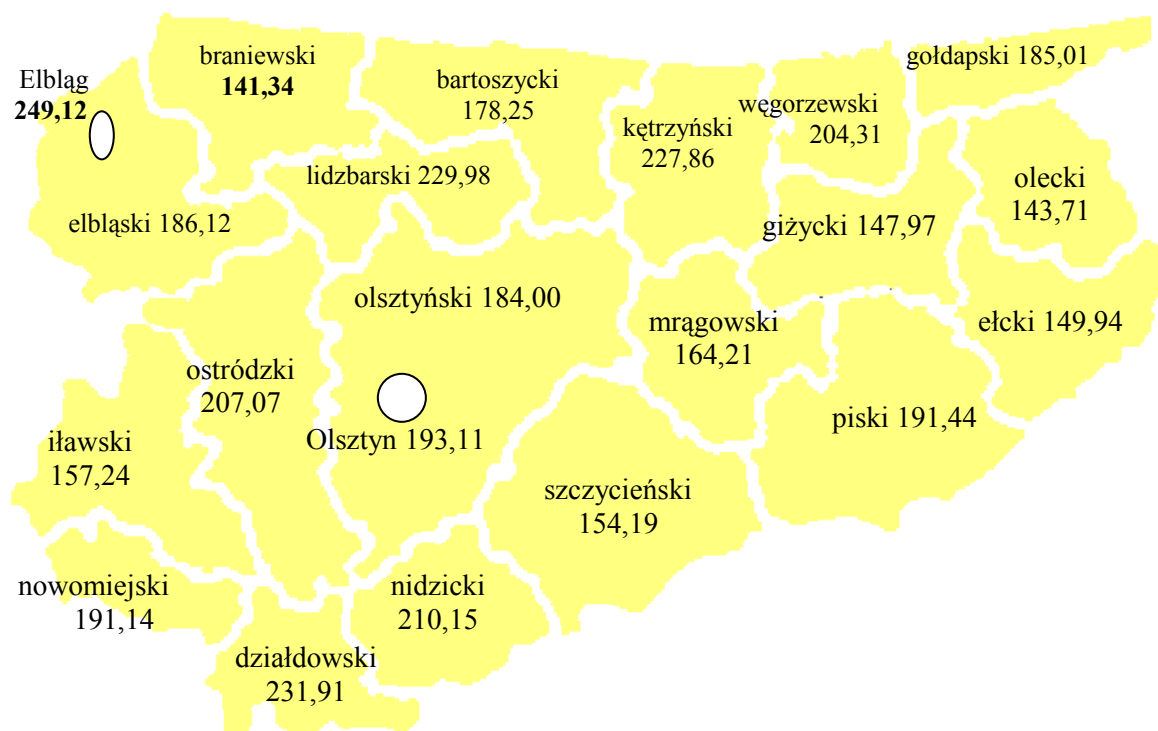 braniewski
141,34
gołdapski 185,01
Elbląg
249,12
bartoszycki
178,25
węgorzewski
204,31
kętrzyński
227,86
lidzbarski 229,98
olecki
143,71
elbląski 186,12
giżycki 147,97
olsztyński 184,00
mrągowski
164,21
ełcki 149,94
ostródzki
207,07
piski 191,44
Olsztyn 193,11
iławski
157,24
szczycieński
154,19
nowomiejski
191,14
nidzicki
210,15
działdowski
231,91